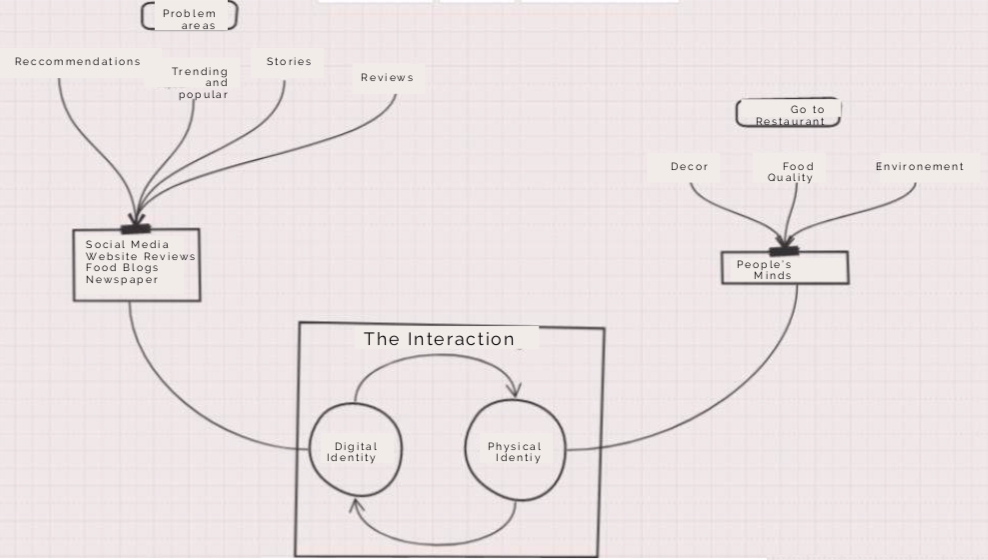 Problem
areas
Reccommendations
Trending
and
popular
Stories
Reviews
Go to
Restaurant
Decor
Food
Quality
Environement
Social Media
Website Reviews
Food Blogs
Newspaper
People's
Minds
The Interaction
Digital
Identity
Physical
Identiy